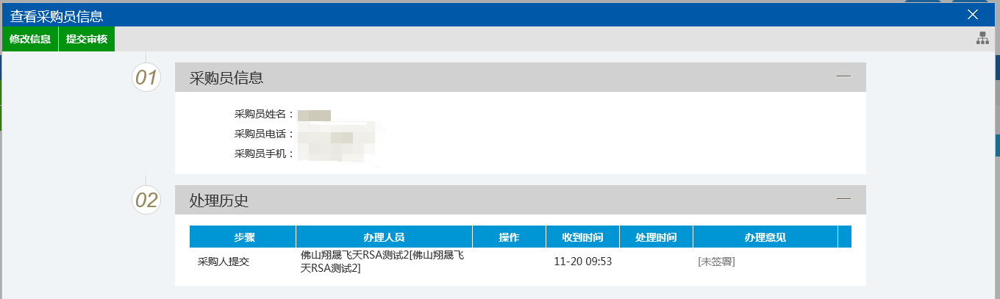 查看采购员信息
修改信息 提交审核
01 采购员信息
采购员姓名：
采购员电话：
采购员手机：
02 处理历史
步骤 办理人员 操作 收到时间 处理时间 办理意见
采购人提交 佛山翔晟飞天RSA测试2[佛山翔晟飞天RSA测试2] 11-20 09:53 [未签署]